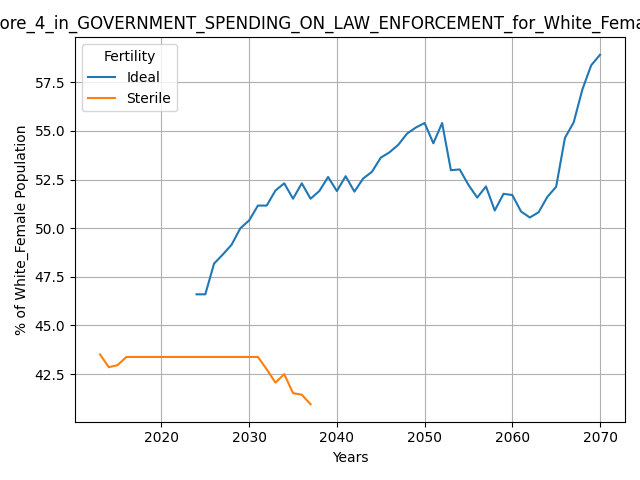 ore_4_in_GOVERNMENT_SPENDING_ON_LAW_ENFORCEMENT_for_White_Fema
Fertility
Ideal
Sterile
% of White_Female Population
57.5
55.0
52.5
50.0
47.5
45.0
42.5
2020 2030 2040 2050 2060 2070
Years